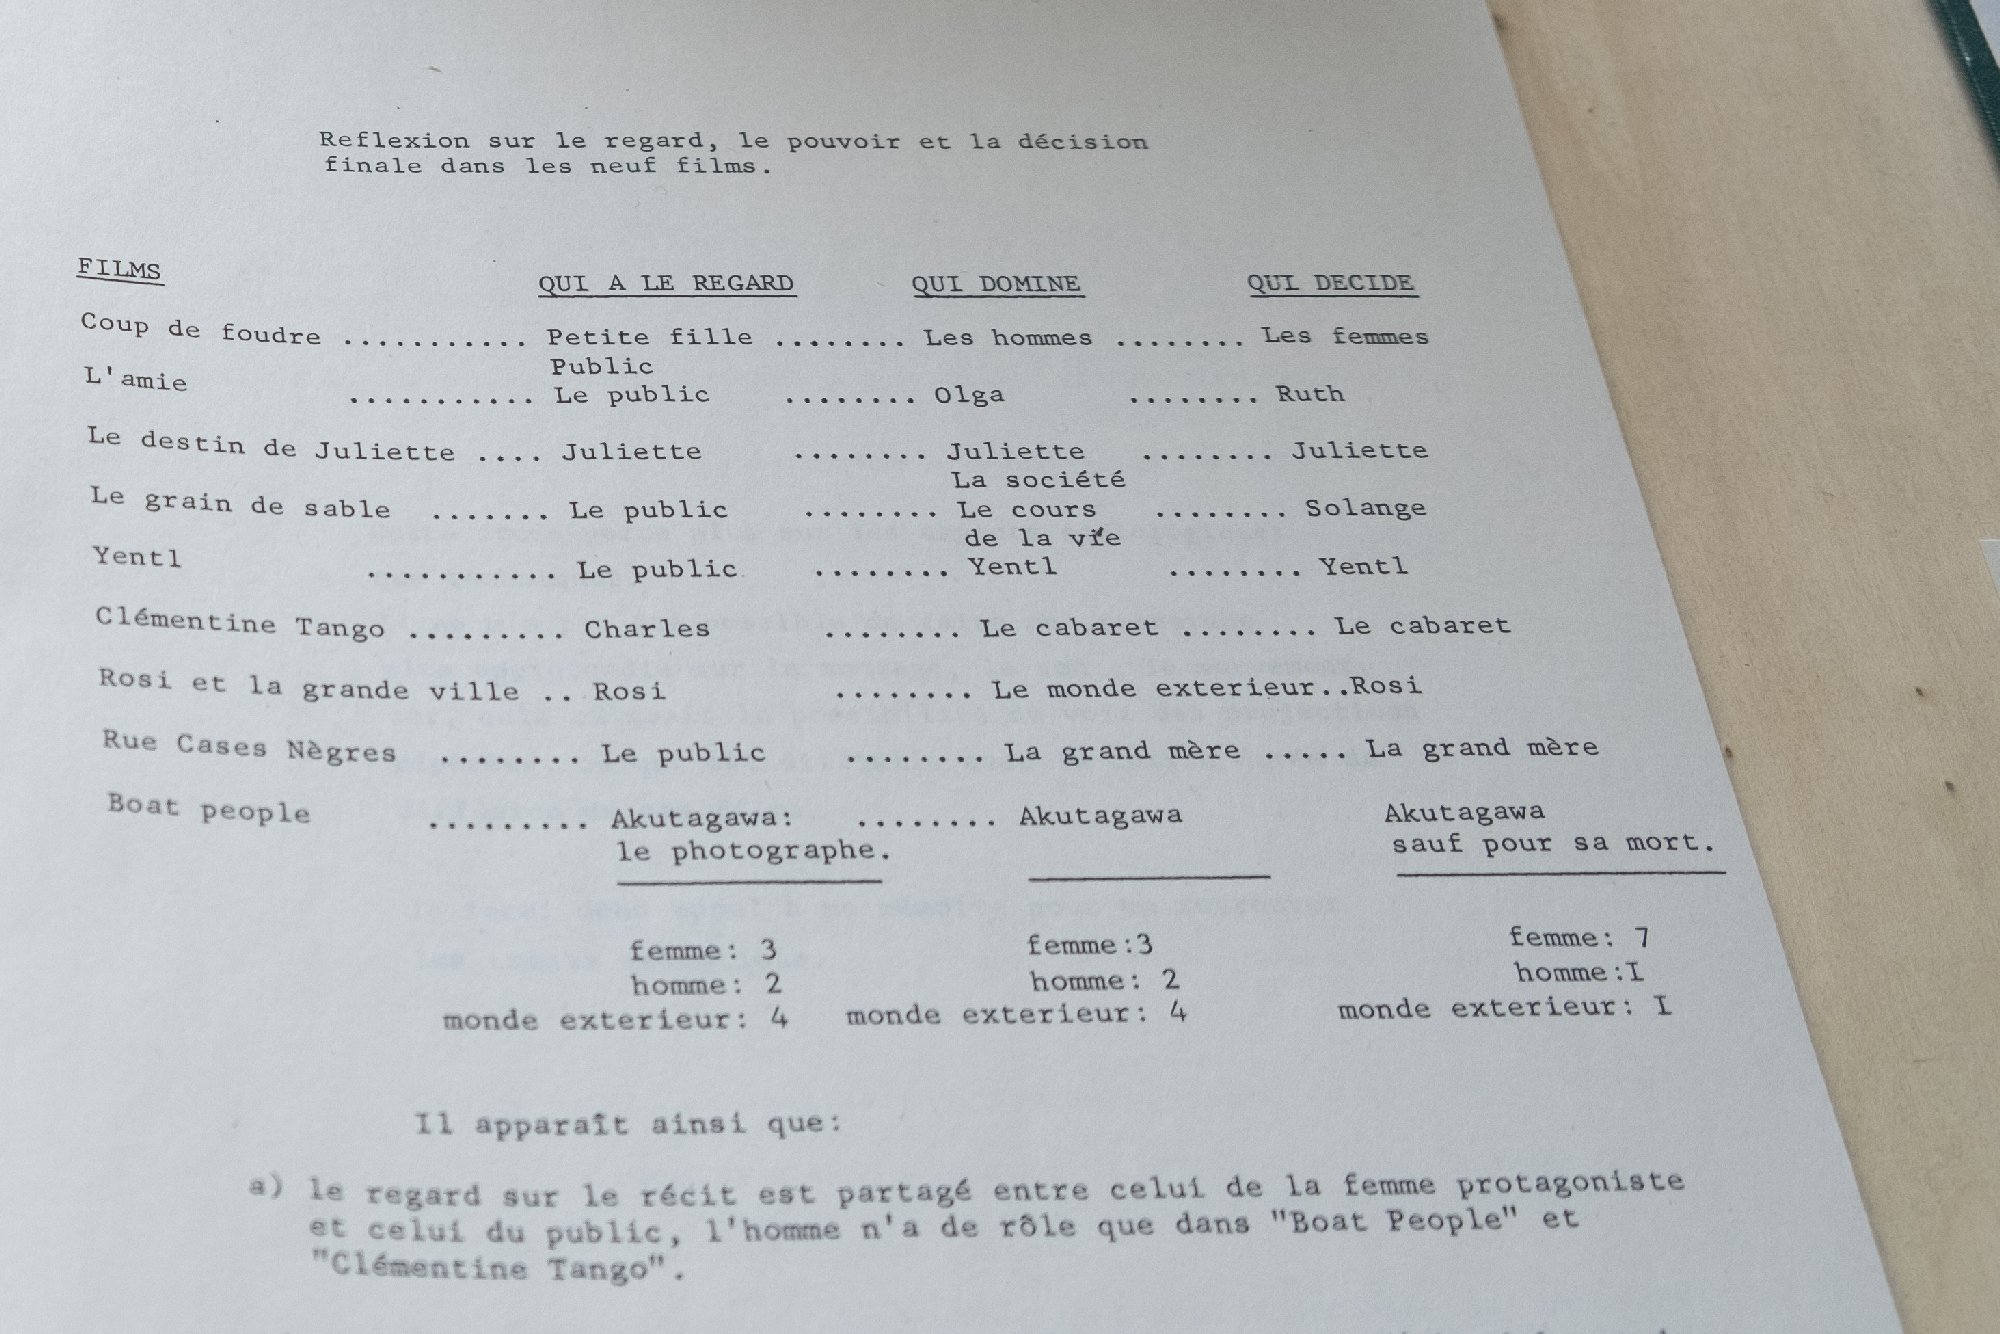 Reflexion sur le regard, le pouvoir et la décision
finale dans les neuf films.
FILMS QUI A LE REGARD QUI DOMINE QUI DECIDE
Coup de foudre ........... Petite fille ........ Les hommes ........ Les femmes
Public
L'amie ........... Le public ........ Olga ........ Ruth
Le destin de Juliette .... Juliette ........ Juliette ........ Juliette
La société
Le grain de sable ....... Le public ........ Le cours ........ Solange
de la vie
Yentl ........... Le public ........ Yentl ........ Yentl
Clémentine Tango ......... Charles ........ Le cabaret ........ Le cabaret
Rosi et la grande ville .. Rosi ........ Le monde exterieur..Rosi
Rue Cases Nègres ........ Le public ........ La grand mère ..... La grand mère
Boat people ......... Akutagawa: ........ Akutagawa Akutagawa
le photographe. sauf pour sa mort.
femme: 3 femme:3 femme: 7
homme: 2 homme: 2 homme:I
monde exterieur: 4 monde exterieur: 4 monde exterieur: I
Il apparaît ainsi que:
a) le regard sur le récit est partagé entre celui de la femme protagoniste
et celui du public, l'homme n'a de rôle que dans "Boat People" et
"Clémentine Tango".